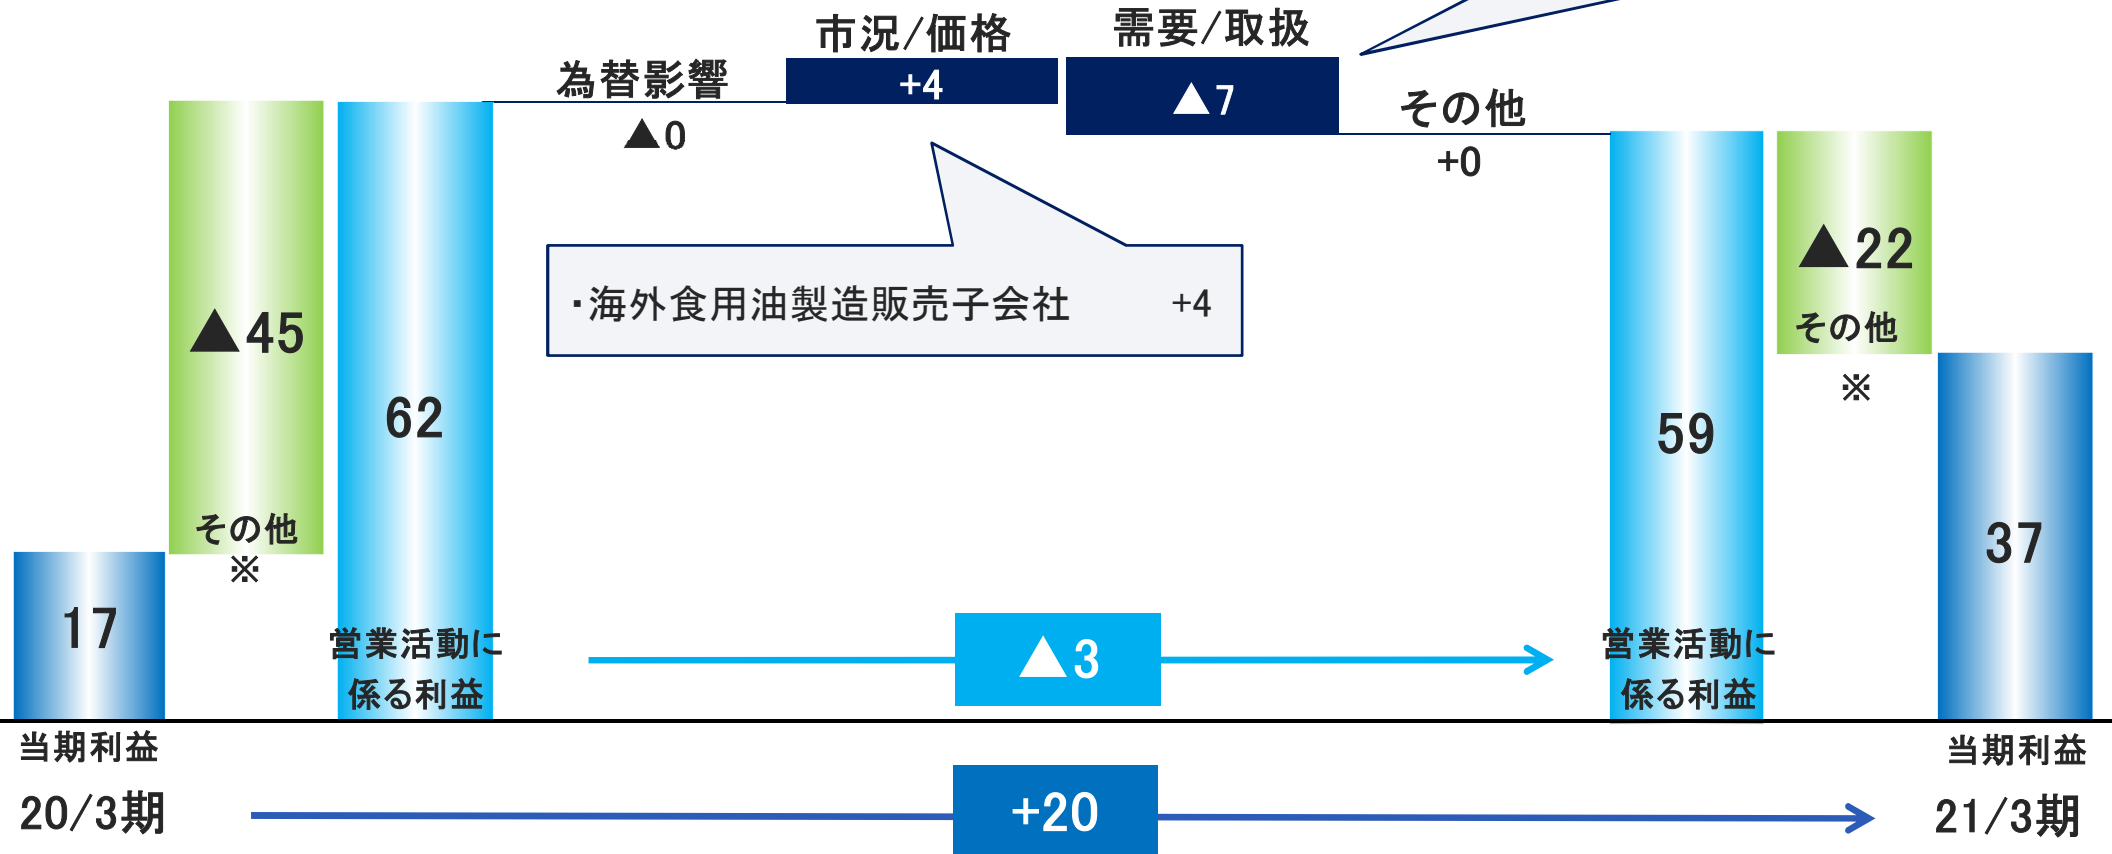 市況/価格
需要/取扱
為替影響
+4
▲7
その他
▲0
+0
▲45
▲22
・海外食用油製造販売子会社 +4
その他
※
62
59
37
その他
※
17
営業活動に
係る利益
▲3
営業活動に
係る利益
当期利益
当期利益
20/3期
+20
21/3期